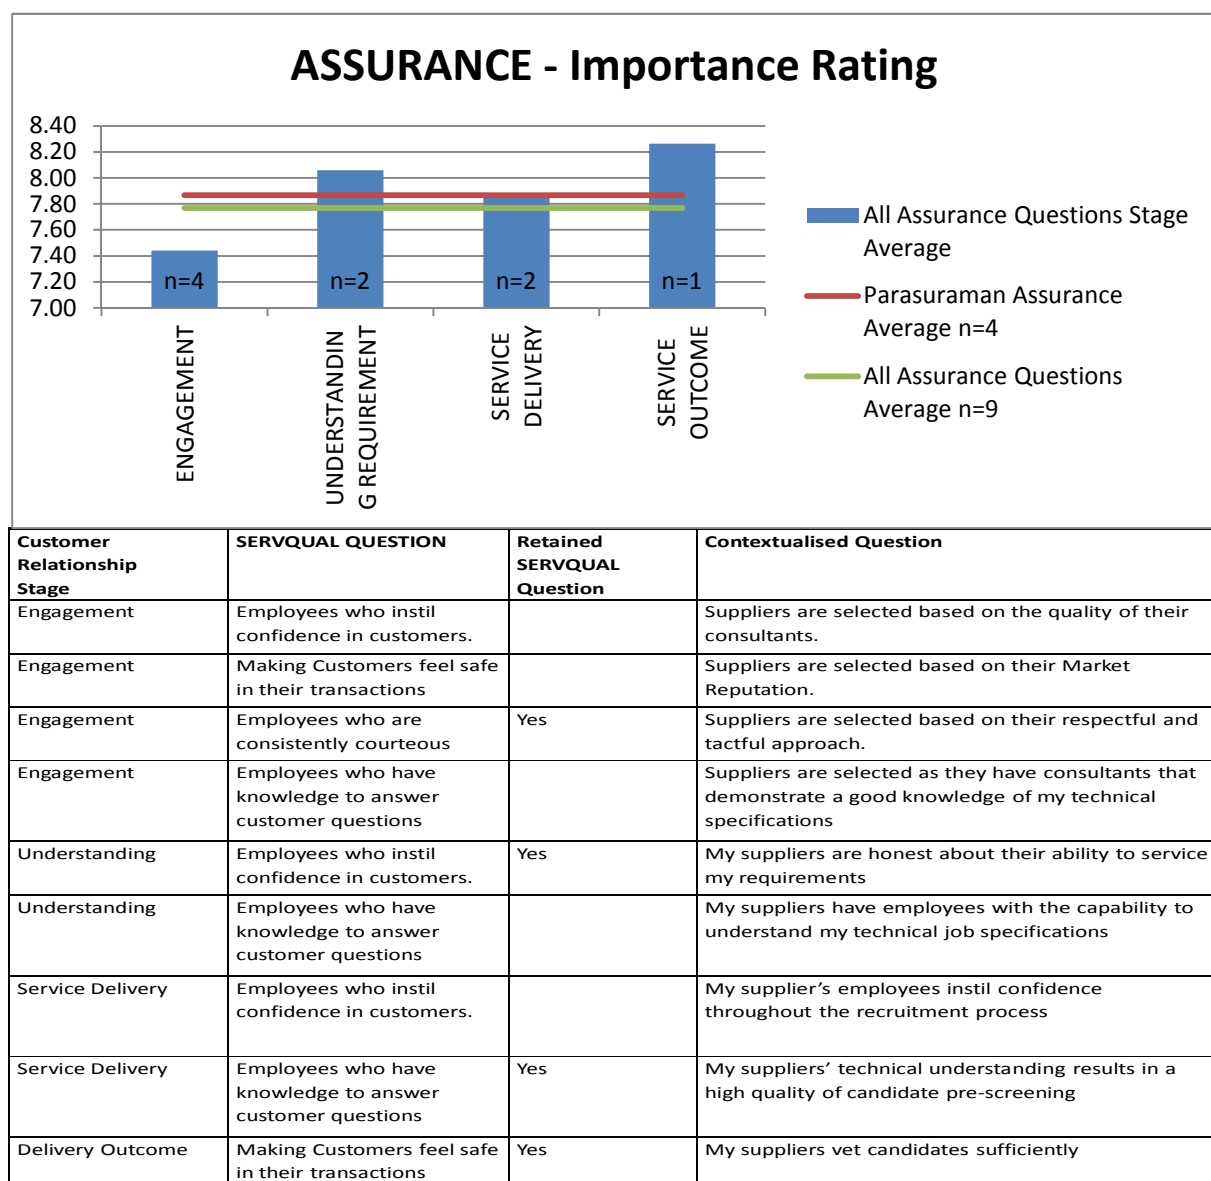 ASSURANCE - Importance Rating
8.40
8.20
8.00
7.80
7.60
7.40
7.20
7.00
n=4
n=2
n=2
n=1
ENGAGEMENT
UNDERSTANDIN
G REQUIREMENT
SERVICE
DELIVERY
SERVICE
OUTCOME
All Assurance Questions Stage
Average
Parasuraman Assurance
Average n=4
All Assurance Questions
Average n=9
Customer
Relationship
Stage
SERVQUAL QUESTION
Retained
SERVQUAL
Question
Contextualised Question
Engagement
Employees who instil
confidence in customers.
Suppliers are selected based on the quality of their
consultants.
Engagement
Making Customers feel safe
in their transactions
Suppliers are selected based on their Market
Reputation.
Engagement
Employees who are
consistently courteous
Yes
Suppliers are selected based on their respectful and
tactful approach.
Engagement
Employees who have
knowledge to answer
customer questions
Suppliers are selected as they have consultants that
demonstrate a good knowledge of my technical
specifications
Understanding
Employees who instil
confidence in customers.
Yes
My suppliers are honest about their ability to service
my requirements
Understanding
Employees who have
knowledge to answer
customer questions
My suppliers have employees with the capability to
understand my technical job specifications
Service Delivery
Employees who instil
confidence in customers.
My supplier’s employees instil confidence
throughout the recruitment process
Service Delivery
Employees who have
knowledge to answer
customer questions
Yes
My suppliers’ technical understanding results in a
high quality of candidate pre-screening
Delivery Outcome
Making Customers feel safe
in their transactions
Yes
My suppliers vet candidates sufficiently